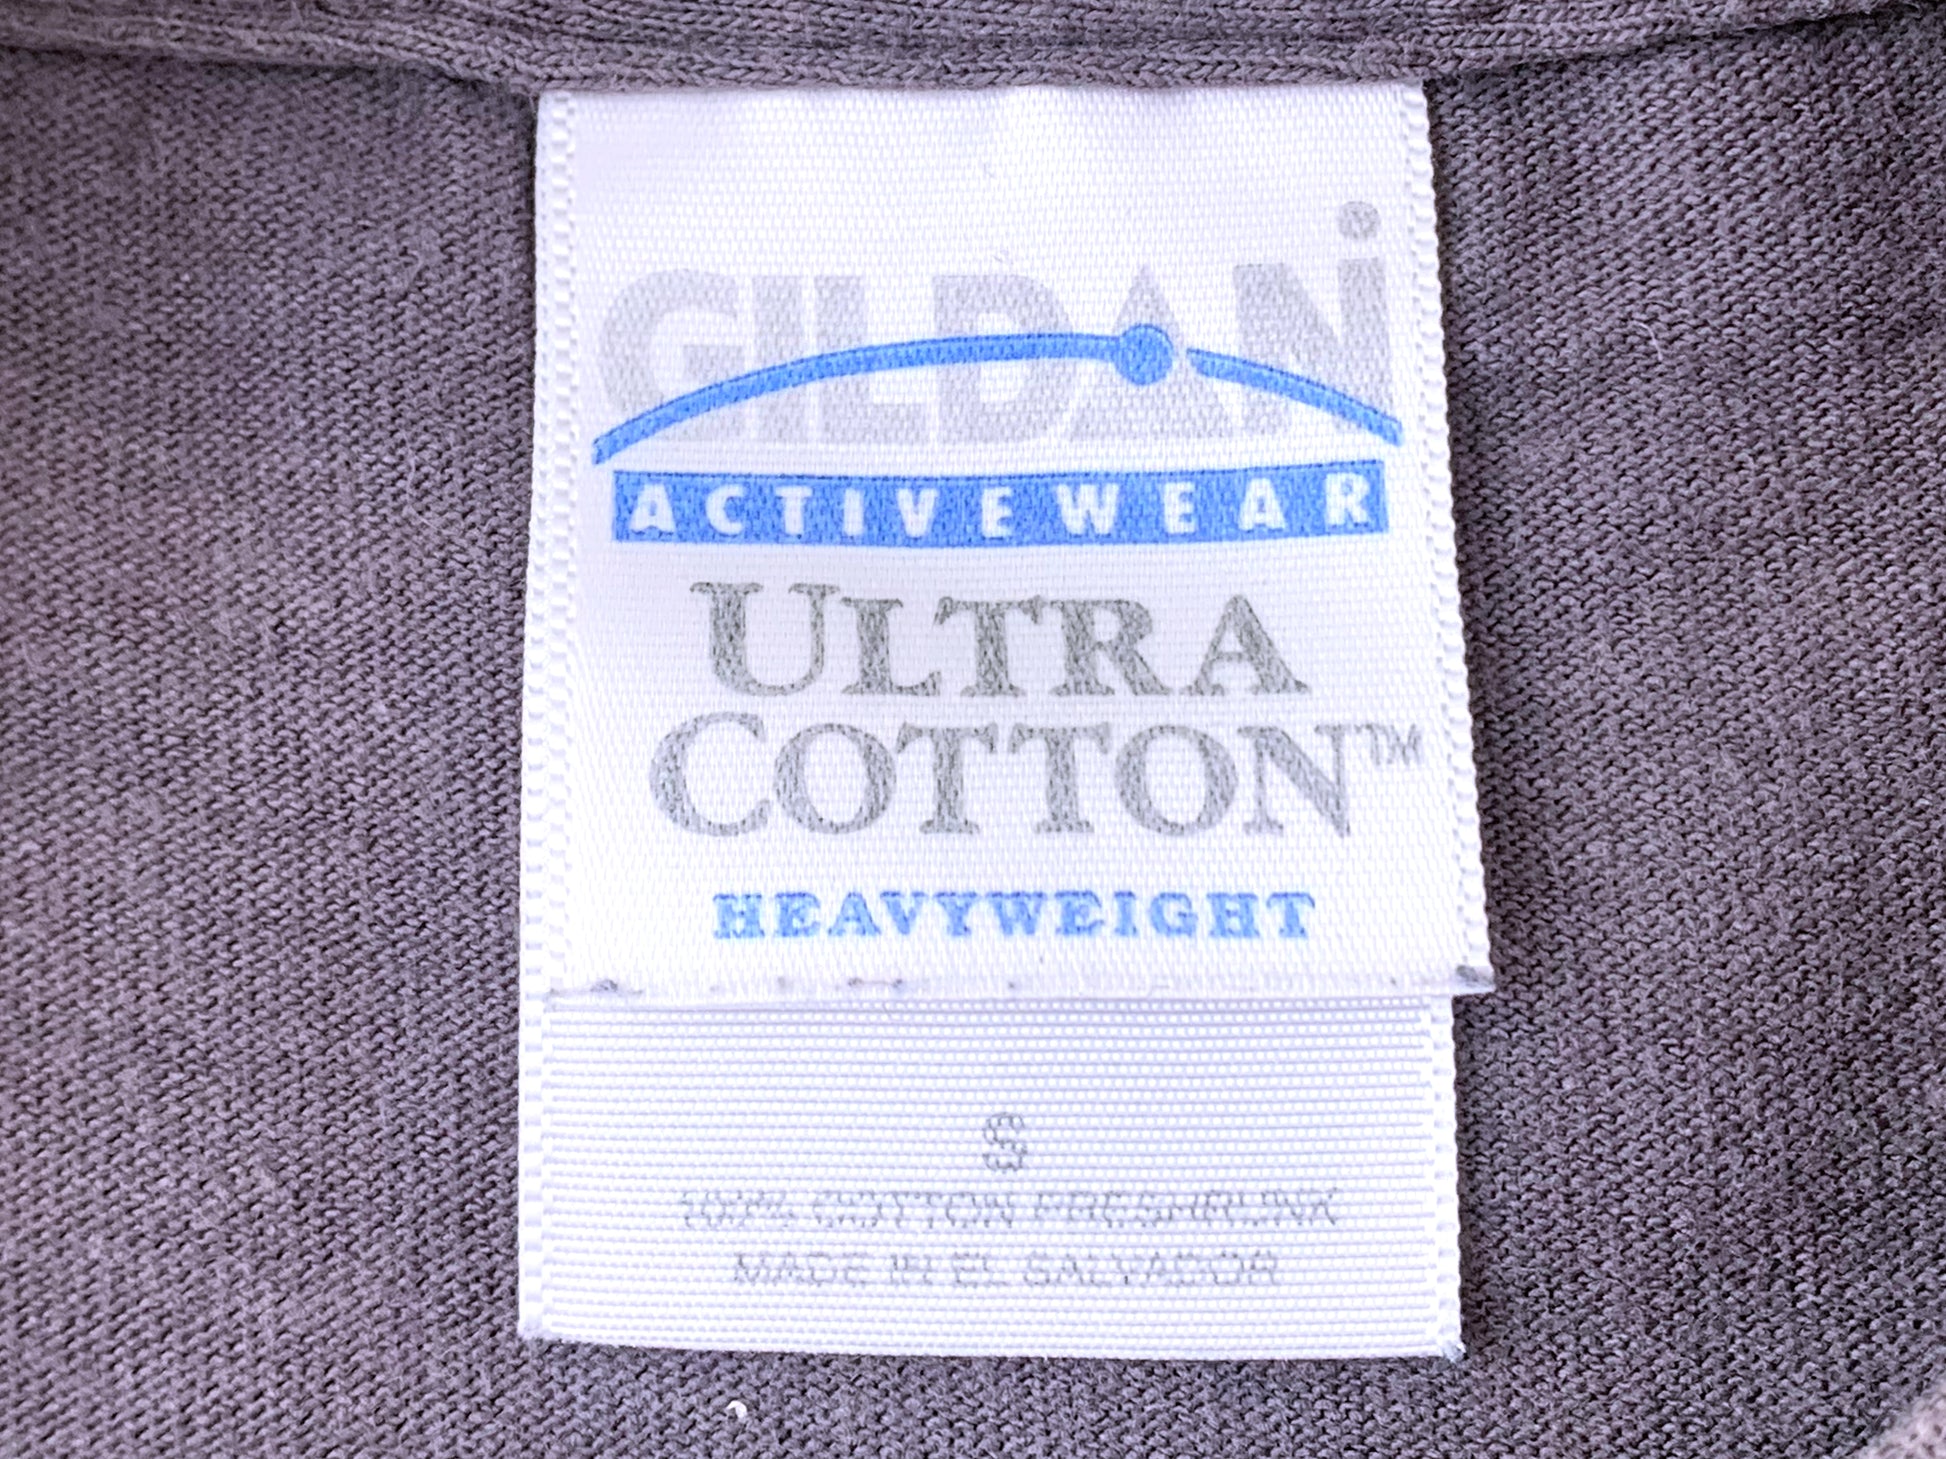 GILDAN
ACTIVEWEAR
ULTRA
COTTON™
HEAVYWEIGHT
S
100% COTTON PRESHRUNK
MADE IN EL SALVADOR